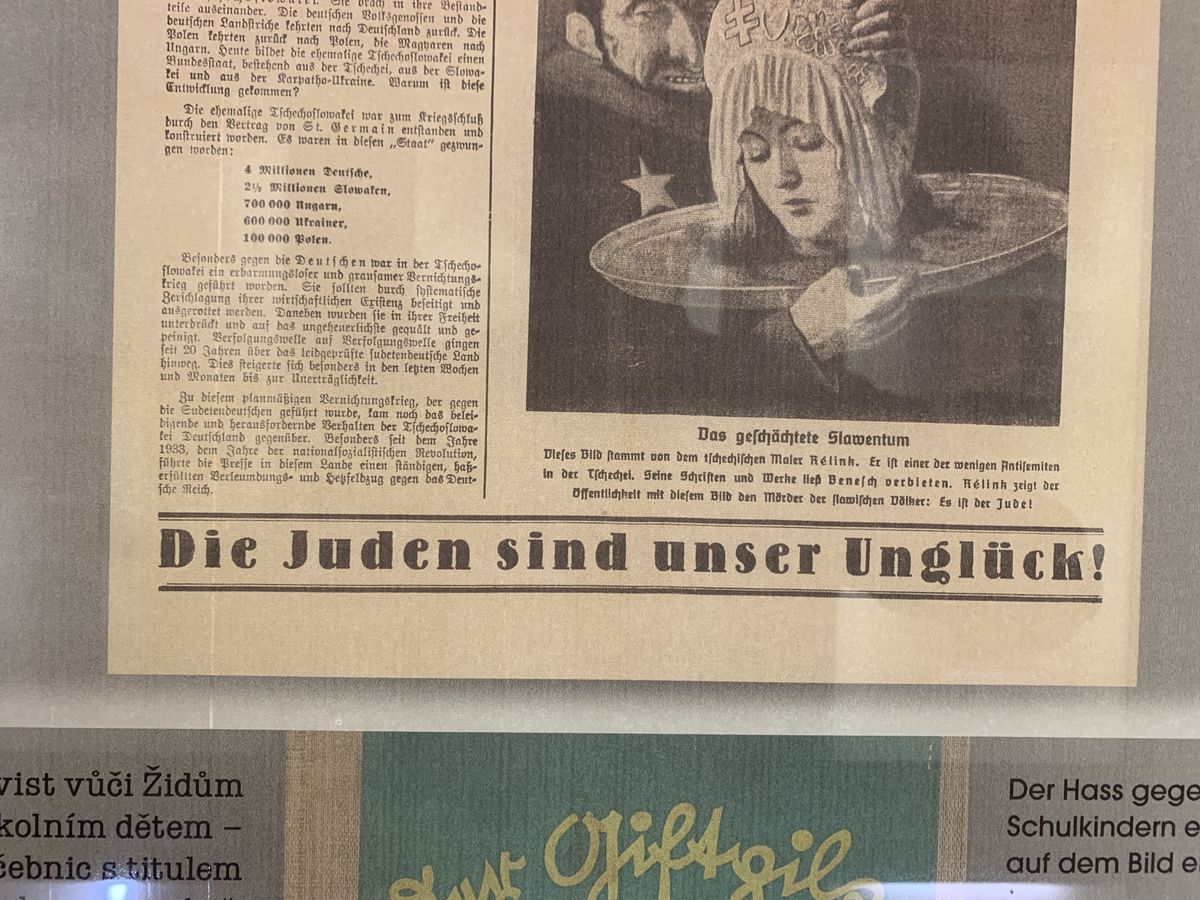 Sie brach in ihre Bestand-
teile auseinander. Die deutschen Volksgenossen und die
deutschen Landstriche kehrten nach Deutschland zurück. Die
Polen kehrten zurück nach Polen, die Magyaren nach
Ungarn. Heute bildet die ehemalige Tschechoslowakei einen
Bundesstaat, bestehend aus der Tschechei, aus der Slowa-
kei und aus der Karpatho-Ukraine. Warum ist diese
Entwicklung gekommen?
Die ehemalige Tschechoslowakei war zum Kriegsschluß
durch den Vertrag von St. Germain entstanden und
konstruiert worden. Es waren in diesen „Staat" gezwun-
gen worden:
4 Millionen Deutsche,
2½ Millionen Slowaken,
700 000 Ungarn,
600 000 Ukrainer,
100 000 Polen.
Besonders gegen die Deutschen war in der Tschecho-
slowakei ein erbarmungsloser und grausamer Vernichtungs-
krieg geführt worden. Sie sollten durch systematische
Zerschlagung ihrer wirtschaftlichen Existenz beseitigt und
ausgerottet werden. Daneben wurden sie in ihrer Freiheit
unterdrückt und auf das ungeheuerlichste gequält und ge-
peinigt. Verfolgungswelle auf Verfolgungswelle gingen
seit 20 Jahren über das leidgeprüfte sudetendeutsche Land
hinweg. Dies steigerte sich besonders in den letzten Wochen
und Monaten bis zur Unerträglichkeit.
Zu diesem planmäßigen Vernichtungskrieg, der gegen
die Sudetendeutschen geführt wurde, kam noch das belei-
digende und herausfordernde Verhalten der Tschechoslowa-
kei Deutschland gegenüber. Besonders seit dem Jahre
1933, dem Jahre der nationalsozialistischen Revolution,
führte die Presse in diesem Lande einen ständigen, haß-
erfüllten Verleumdungs- und Hetzfeldzug gegen das Deut-
sche Reich.
Das geschächtete Slawentum
Dieses Bild stammt von dem tschechischen Maler Rélink. Er ist einer der wenigen Antisemiten
in der Tschechei. Seine Schriften und Werke ließ Benesch verbieten. Rélink zeigt der
Öffentlichkeit mit diesem Bild den Mörder der slawischen Völker: Es ist der Jude!
Die Juden sind unser Unglück!
vist vůči Židům
kolním dětem –
čebnic s titulem
Der Hass gege
Schulkindern e
auf dem Bild e
Der Giftpil